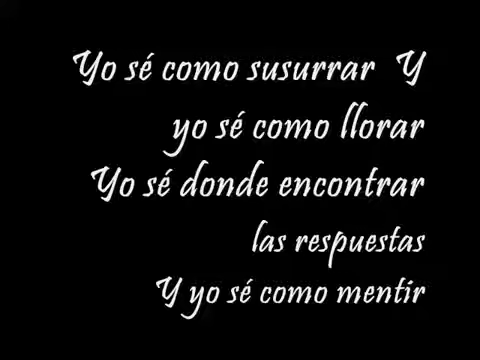 Yo sé como susurrar Y
yo sé como llorar
Yo sé donde encontrar
las respuestas
Y yo sé como mentir